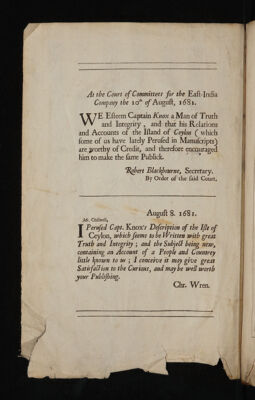 At the Court of Committees for the East-India
Company the 10th of August, 1681.
WE Esteem Captain Knox a Man of Truth
and Integrity, and that his Relations
and Accounts of the Island of Ceylon (which
some of us have lately Perused in Manuscripts)
are worthy of Credit, and therefore encouraged
him to make the same Publick.
Robert Blackbourne, Secretary.
By Order of the said Court.
August 8. 1681.
Mr. Chiswell,
I Perused Capt. Knox's Description of the Isle of
Ceylon, which seems to be Written with great
Truth and Integrity; and the Subject being new,
containing an Account of a People and Countrey
little known to us; I conceive it may give great
Satisfaction to the Curious, and may be well worth
your Publishing.
Chr. Wren.